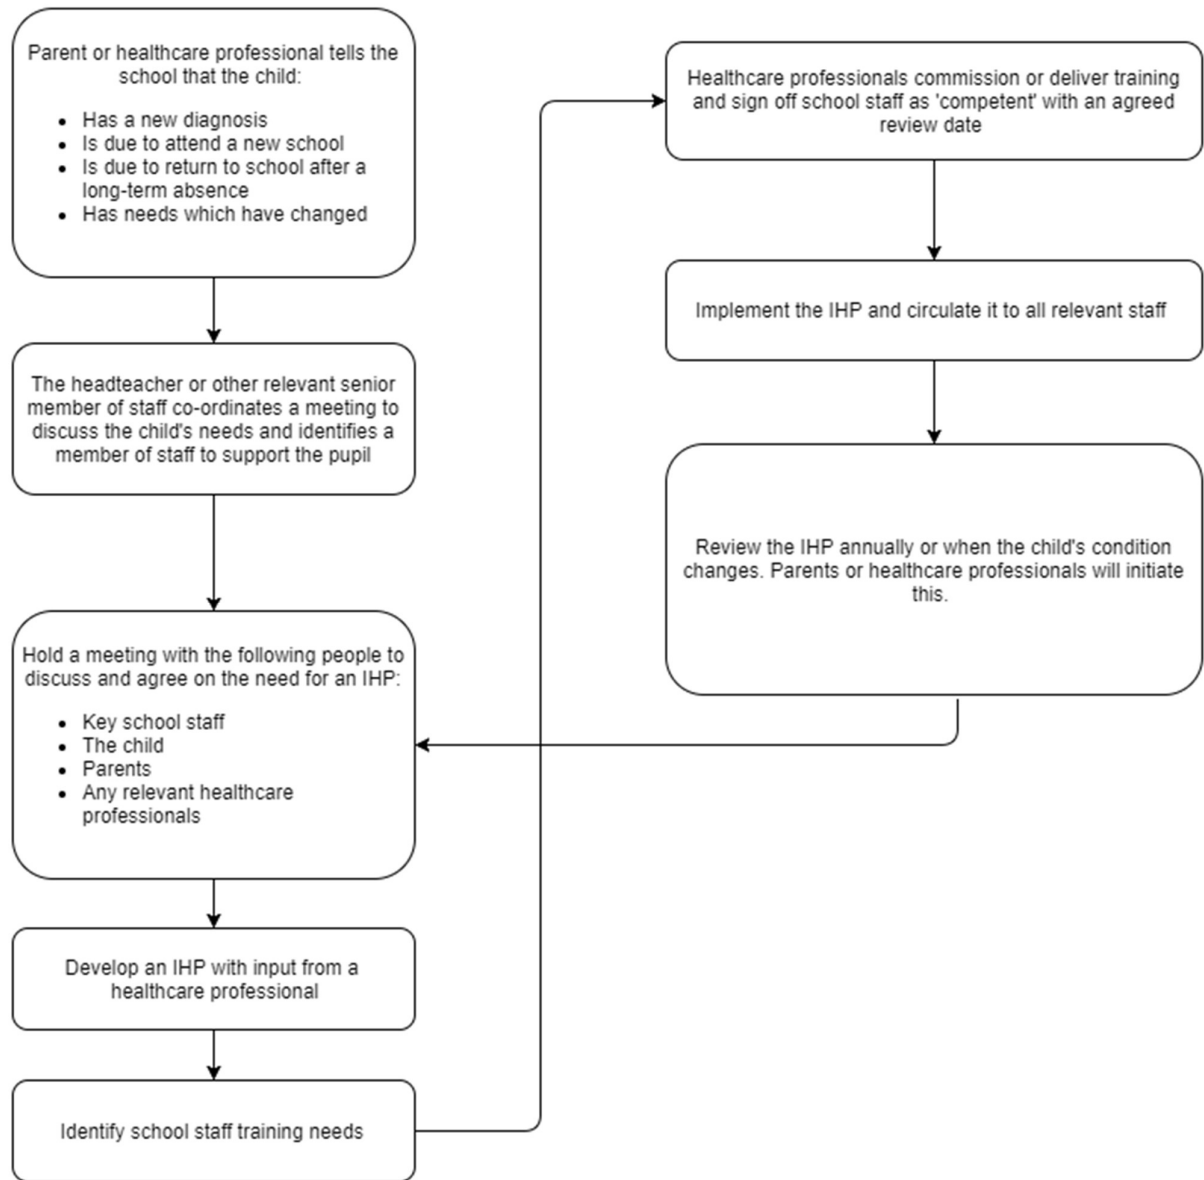 Parent or healthcare professional tells the
school that the child:
• Has a new diagnosis
• Is due to attend a new school
• Is due to return to school after a
long-term absence
• Has needs which have changed
The headteacher or other relevant senior
member of staff co-ordinates a meeting to
discuss the child's needs and identifies a
member of staff to support the pupil
Hold a meeting with the following people to
discuss and agree on the need for an IHP:
• Key school staff
• The child
• Parents
• Any relevant healthcare
professionals
Develop an IHP with input from a
healthcare professional
Identify school staff training needs
Healthcare professionals commission or deliver training
and sign off school staff as 'competent' with an agreed
review date
Implement the IHP and circulate it to all relevant staff
Review the IHP annually or when the child's condition
changes. Parents or healthcare professionals will initiate
this.